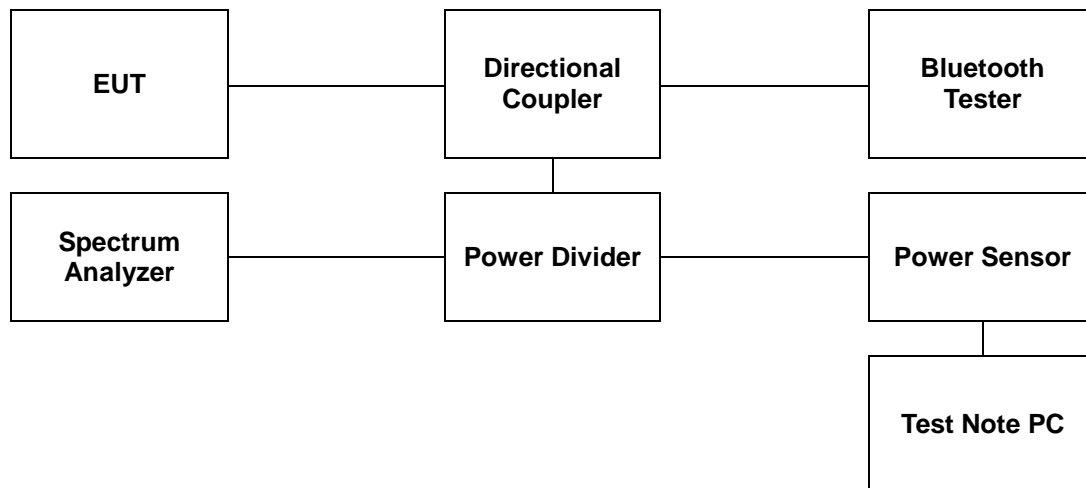 EUT
Directional
Coupler
Bluetooth
Tester
Spectrum
Analyzer
Power Divider
Power Sensor
Test Note PC